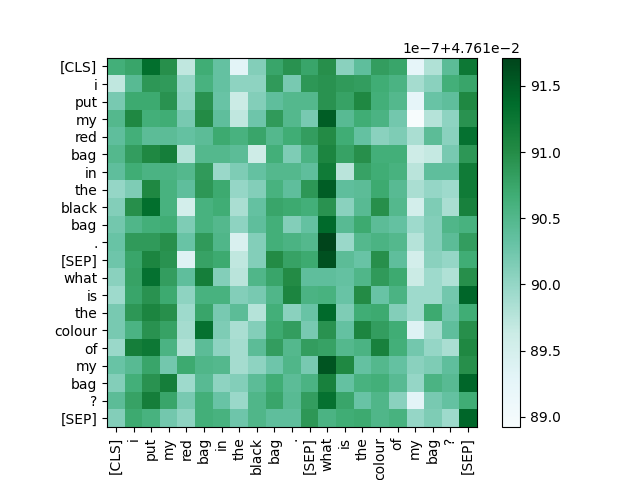 1e-7+4.761e-2
[CLS]
i
put
my
red
bag
in
the
black
bag
.
[SEP]
what
is
the
colour
of
my
bag
?
[SEP]
91.5
91.0
90.5
90.0
89.5
89.0
[CLS]
i
put
my
red
bag
in
the
black
bag
.
[SEP]
what
is
the
colour
of
my
bag
?
[SEP]